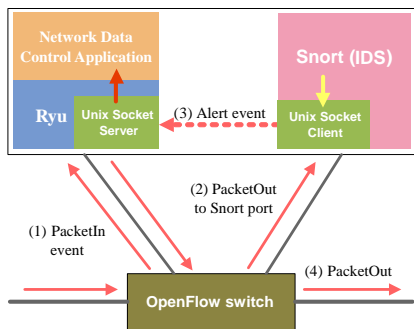 Network Data
Control Application
Snort (IDS)
Ryu
Unix Socket
Server
(3) Alert event
Unix Socket
Client
(2) PacketOut
to Snort port
(1) PacketIn
event
(4) PacketOut
OpenFlow switch